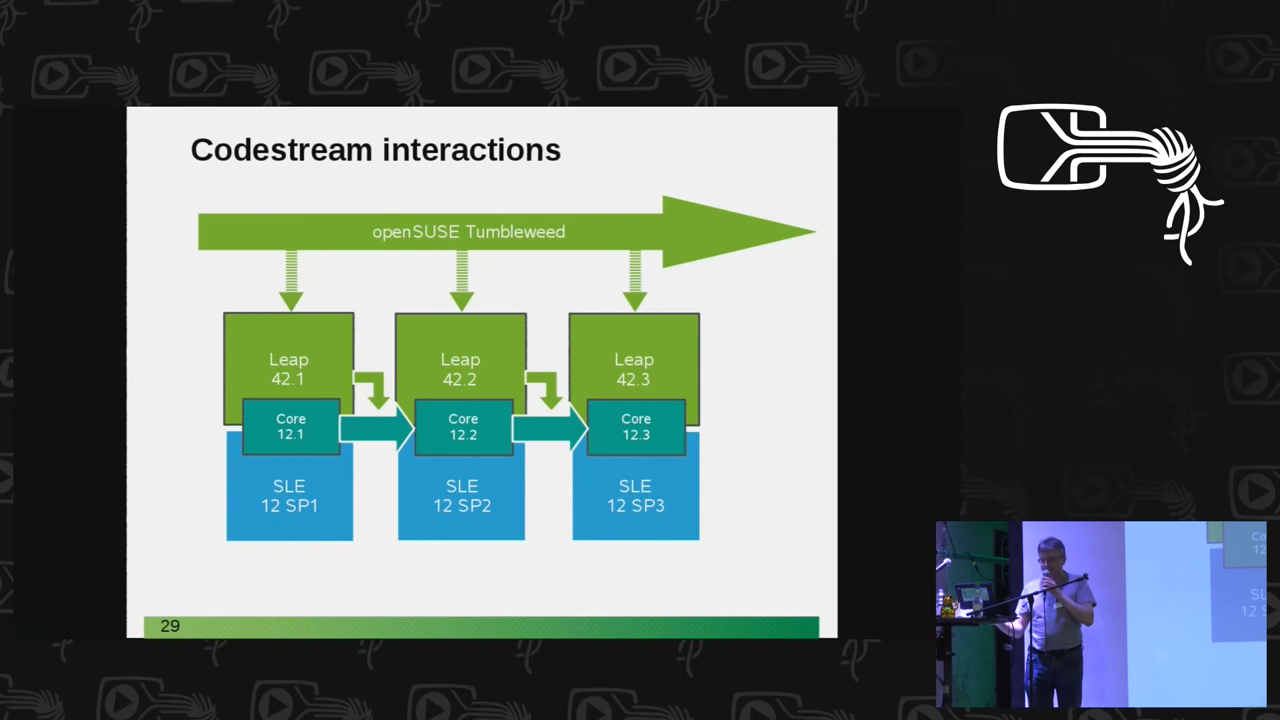 Codestream interactions
openSUSE Tumbleweed
Leap
42.1
Leap
42.2
Leap
42.3
Core
12.1
Core
12.2
Core
12.3
SLE
12 SP1
SLE
12 SP2
SLE
12 SP3
29